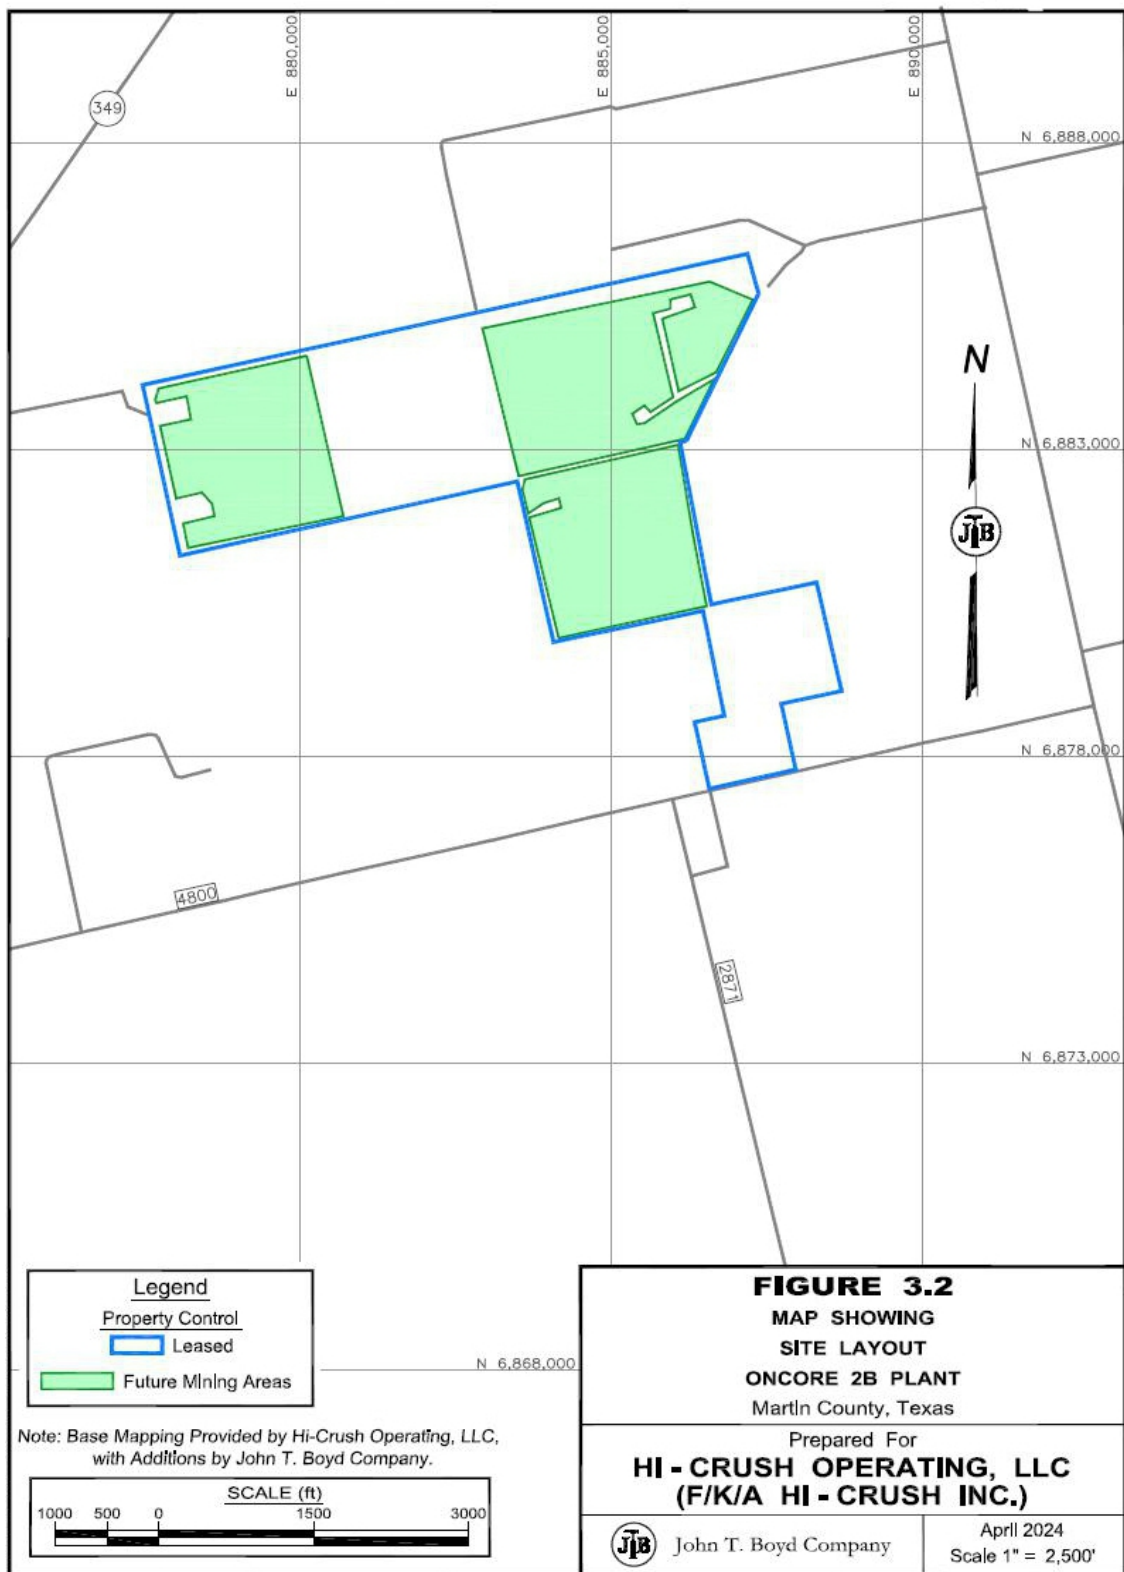 E 880,000
E 885,000
E 890,000
349
N 6,888,000
N
N 6,883,000
JTB
N 6,878,000
4800
2871
N 6,873,000
N 6,868,000
Legend
Property Control
Leased
Future Mining Areas
Note: Base Mapping Provided by Hi-Crush Operating, LLC,
with Additions by John T. Boyd Company.
SCALE (ft)
1000 500 0 1500 3000
FIGURE 3.2
MAP SHOWING
SITE LAYOUT
ONCORE 2B PLANT
Martin County, Texas
Prepared For
HI - CRUSH OPERATING, LLC
(F/K/A HI - CRUSH INC.)
JTB John T. Boyd Company
April 2024
Scale 1" = 2,500'